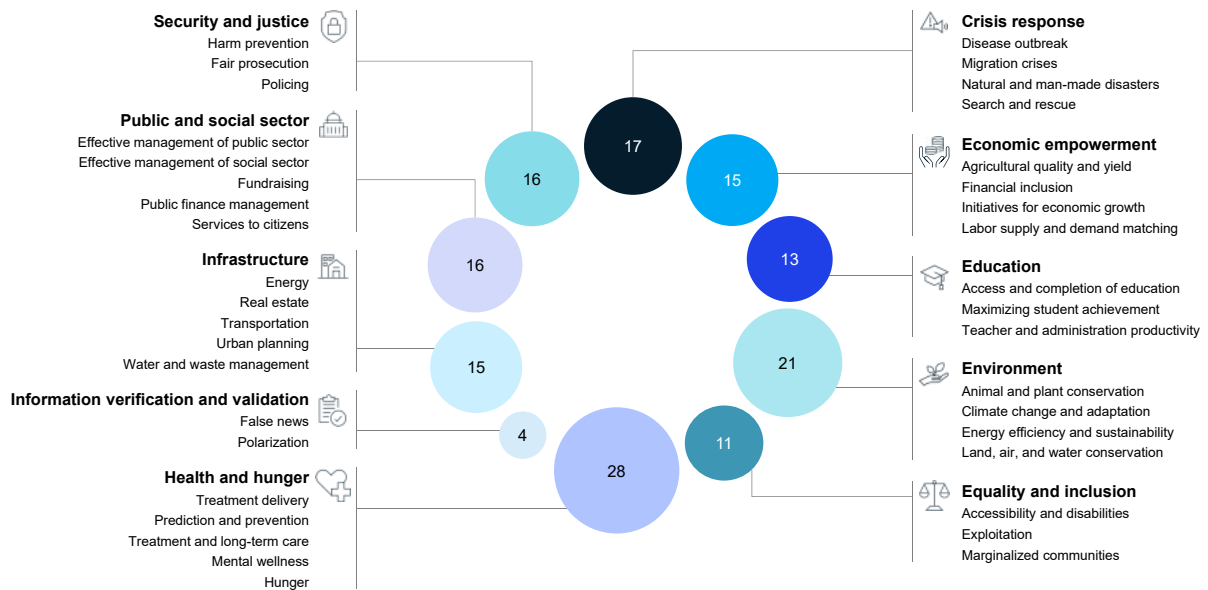 Security and justice
Harm prevention
Fair prosecution
Policing
Public and social sector
Effective management of public sector
Effective management of social sector
Fundraising
Public finance management
Services to citizens
Infrastructure
Energy
Real estate
Transportation
Urban planning
Water and waste management
Information verification and validation
False news
Polarization
Health and hunger
Treatment delivery
Prediction and prevention
Treatment and long-term care
Mental wellness
Hunger
17
16
15
16
13
15
21
4
11
28
Crisis response
Disease outbreak
Migration crises
Natural and man-made disasters
Search and rescue
Economic empowerment
Agricultural quality and yield
Financial inclusion
Initiatives for economic growth
Labor supply and demand matching
Education
Access and completion of education
Maximizing student achievement
Teacher and administration productivity
Environment
Animal and plant conservation
Climate change and adaptation
Energy efficiency and sustainability
Land, air, and water conservation
Equality and inclusion
Accessibility and disabilities
Exploitation
Marginalized communities